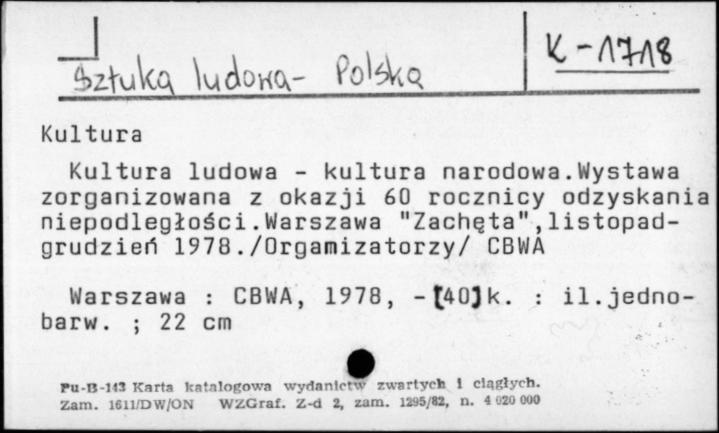 K-1718
Sztuka ludowa- Polska
Kultura
Kultura ludowa - kultura narodowa.Wystawa
zorganizowana z okazji 60 rocznicy odzyskania
niepodległości.Warszawa "Zachęta",listopad-
grudzień 1978./Orgamizatorzy/ CBWA
Warszawa : CBWA, 1978, -[40]k. : il.jedno-
barw. ; 22 cm
Pu-B-143 Karta katalogowa wydawnictw zwartych i ciągłych.
Zam. 1611/DW/ON WZGraf. Z-d 2, zam. 1295/82, n. 4 020 000